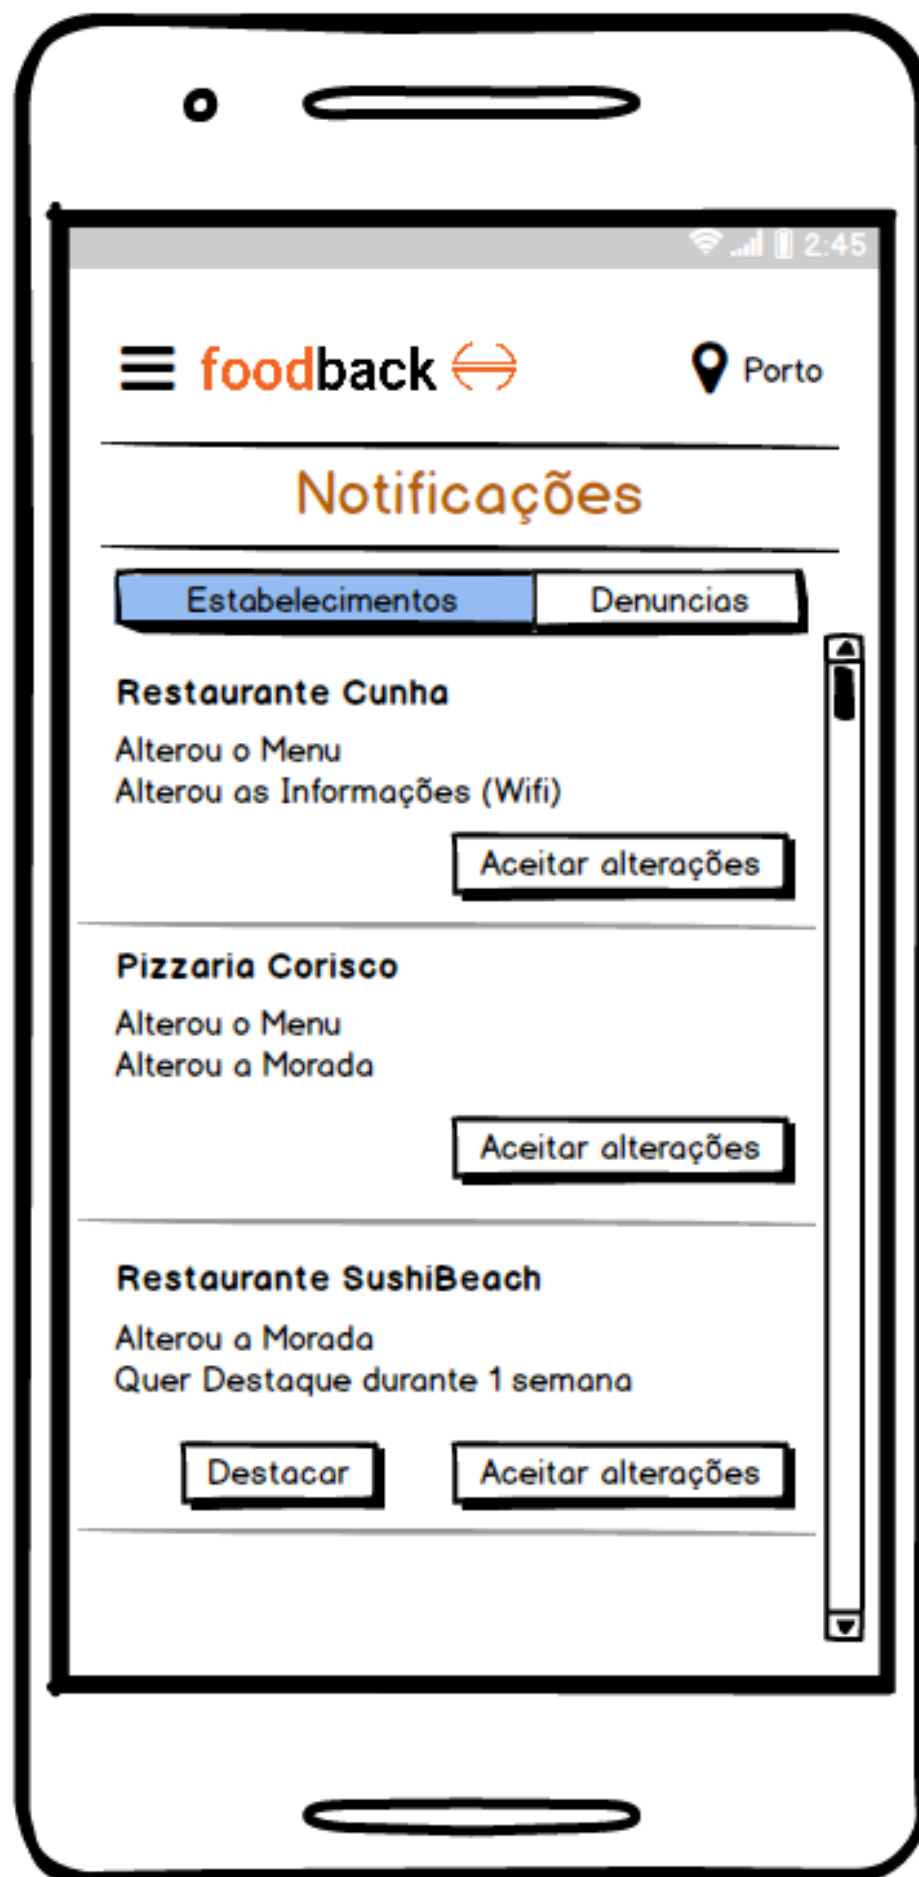 2:45
foodback
Porto
Notificações
Estabelecimentos
Denuncias
Restaurante Cunha
Alterou o Menu
Alterou as Informações (Wifi)
Aceitar alterações
Pizzaria Corisco
Alterou o Menu
Alterou a Morada
Aceitar alterações
Restaurante SushiBeach
Alterou a Morada
Quer Destaque durante 1 semana
Destacar
Aceitar alterações